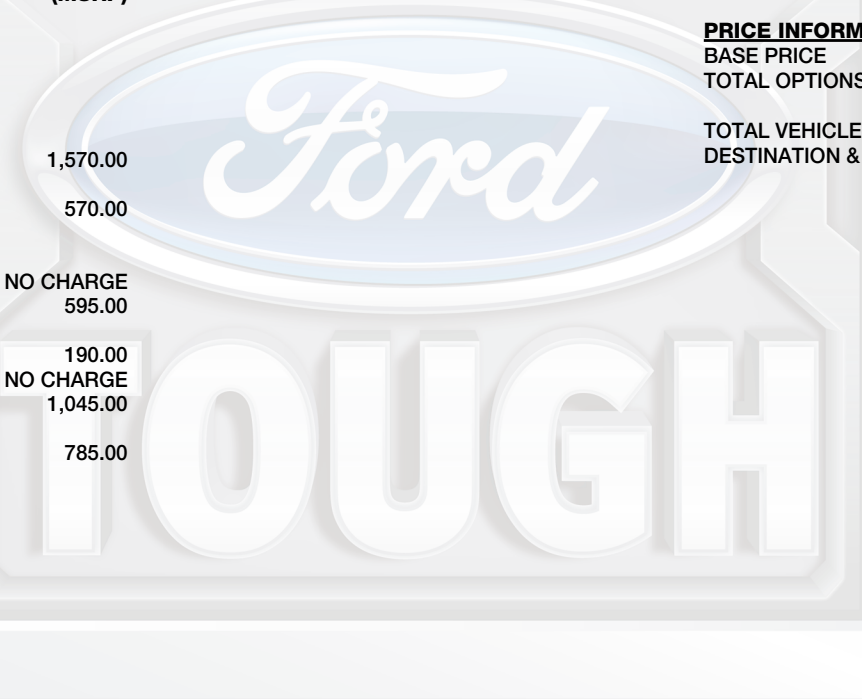 PRICE INFORM
BASE PRICE
TOTAL OPTIONS
TOTAL VEHICLE
DESTINATION &
1,570.00
570.00
NO CHARGE
595.00
190.00
NO CHARGE
1,045.00
785.00
Ford
TOUGH